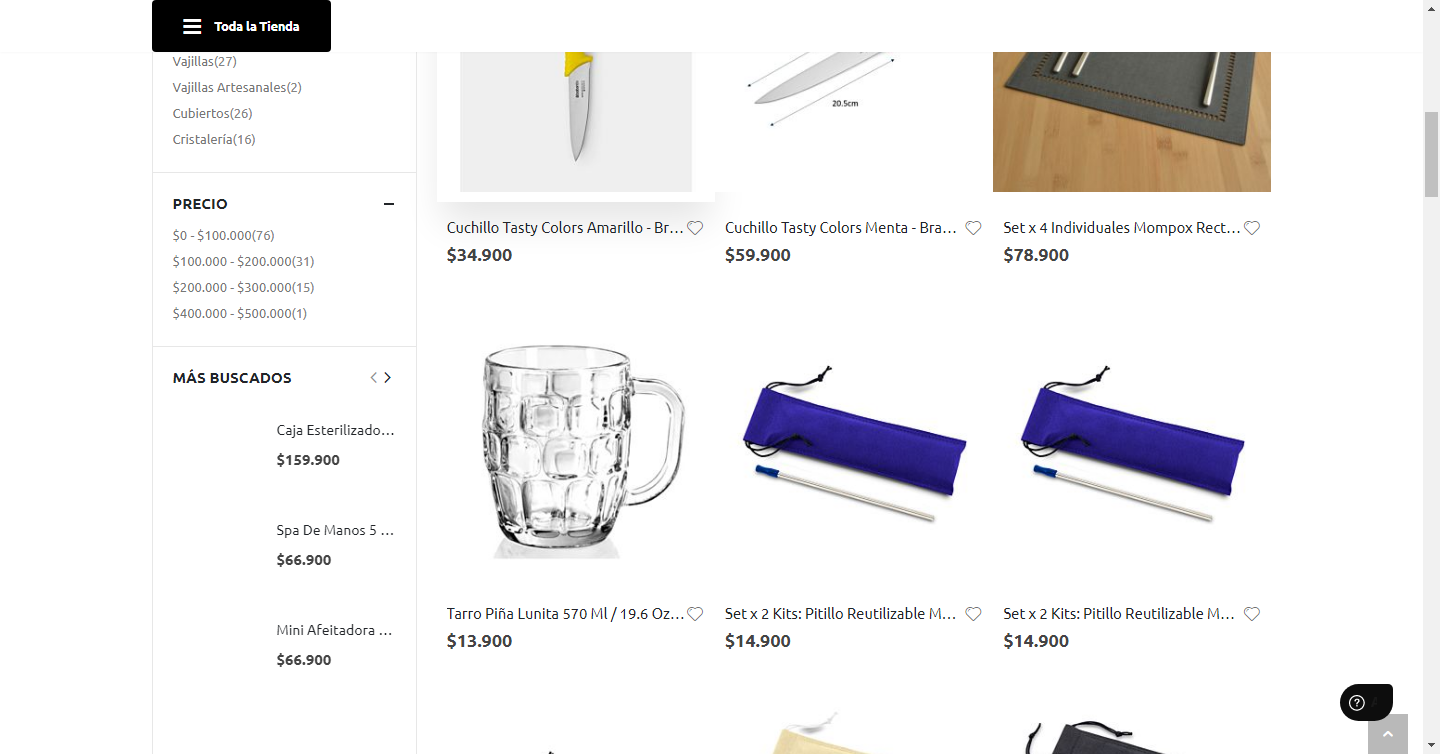 Toda la Tienda
Vajillas(27)
Vajillas Artesanales(2)
Cubiertos(26)
Cristalería(16)
PRECIO
$0 - $100.000(76)
$100.000 - $200.000(31)
$200.000 - $300.000(15)
$400.000 - $500.000(1)
MÁS BUSCADOS
Caja Esterilizado...
$159.900
Spa De Manos 5 ...
$66.900
Mini Afeitadora ...
$66.900
20.5cm
Cuchillo Tasty Colors Amarillo - Br...
$34.900
Cuchillo Tasty Colors Menta - Bra...
$59.900
Set x 4 Individuales Mompox Rect...
$78.900
Tarro Piña Lunita 570 Ml / 19.6 Oz...
$13.900
Set x 2 Kits: Pitillo Reutilizable M...
$14.900
Set x 2 Kits: Pitillo Reutilizable M...
$14.900